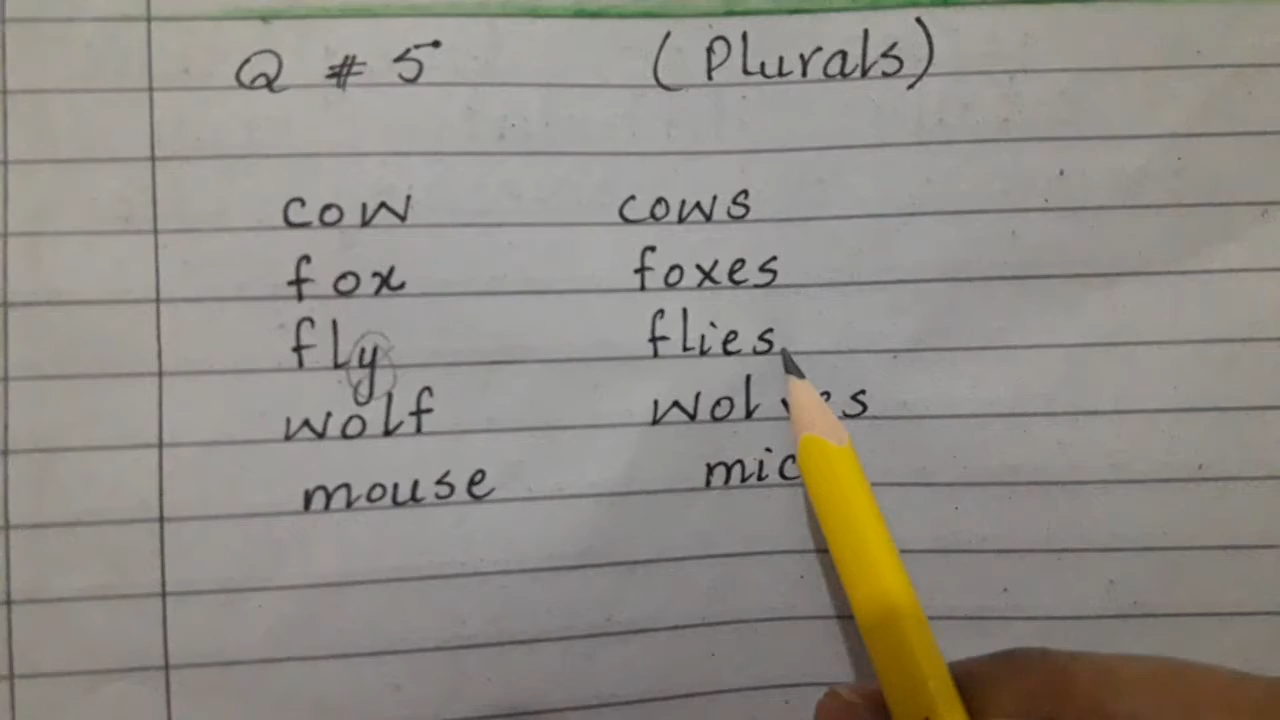 Q # 5 (Plurals)
cow cows
fox foxes
fly flies
wolf
mouse